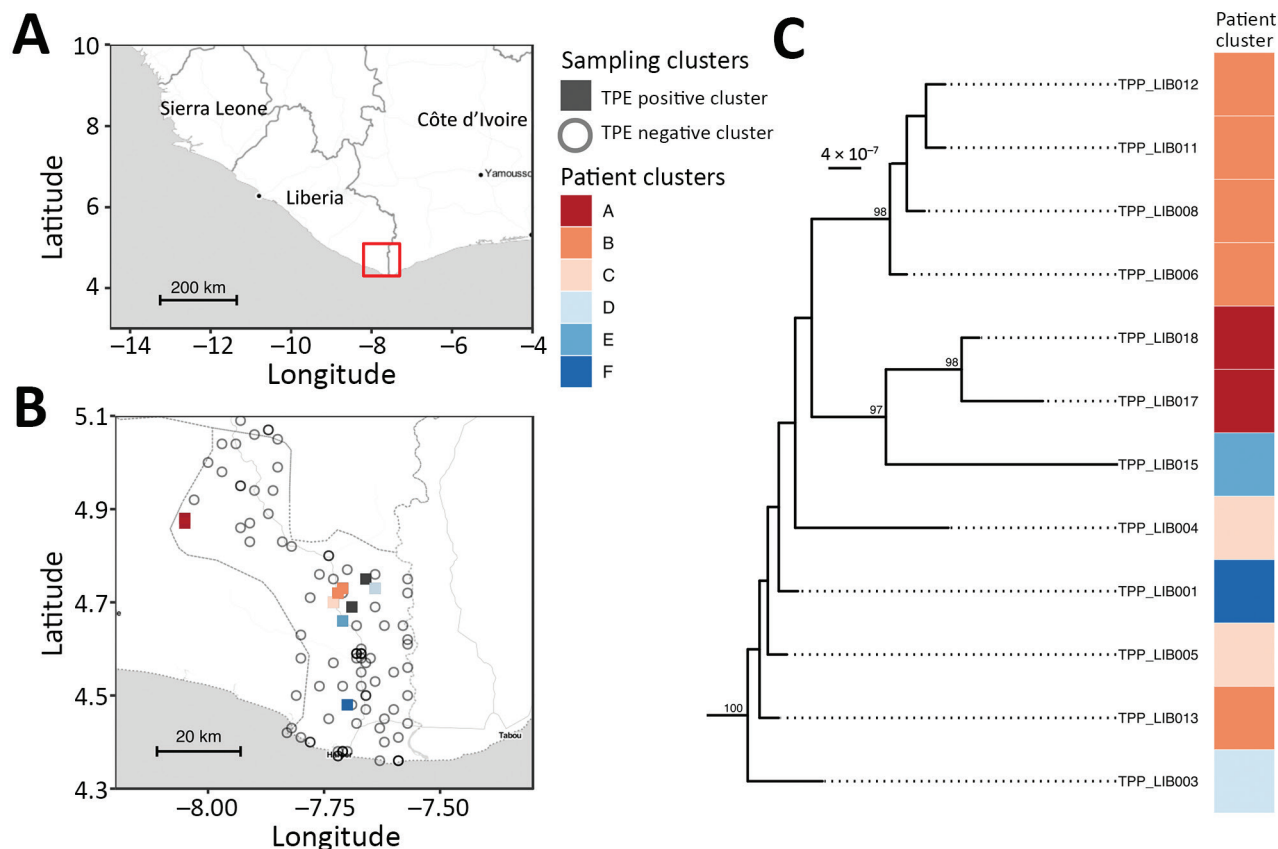 A
10
8
6
4
Latitude
Sierra Leone
Côte d’Ivoire
Yamousso
Liberia
200 km
−14
−12
−10
−8
−6
−4
Longitude
Sampling clusters
TPE positive cluster
TPE negative cluster
Patient clusters
A
B
C
D
E
F
B
5.1
4.9
4.7
4.5
4.3
Latitude
Tabou
20 km
−8.00
−7.75
−7.50
Longitude
C
Patient
cluster
4 × 10⁻⁷
TPP_LIB012
TPP_LIB011
TPP_LIB008
98
TPP_LIB006
TPP_LIB018
98
TPP_LIB017
97
TPP_LIB015
TPP_LIB004
TPP_LIB001
TPP_LIB005
100
TPP_LIB013
TPP_LIB003